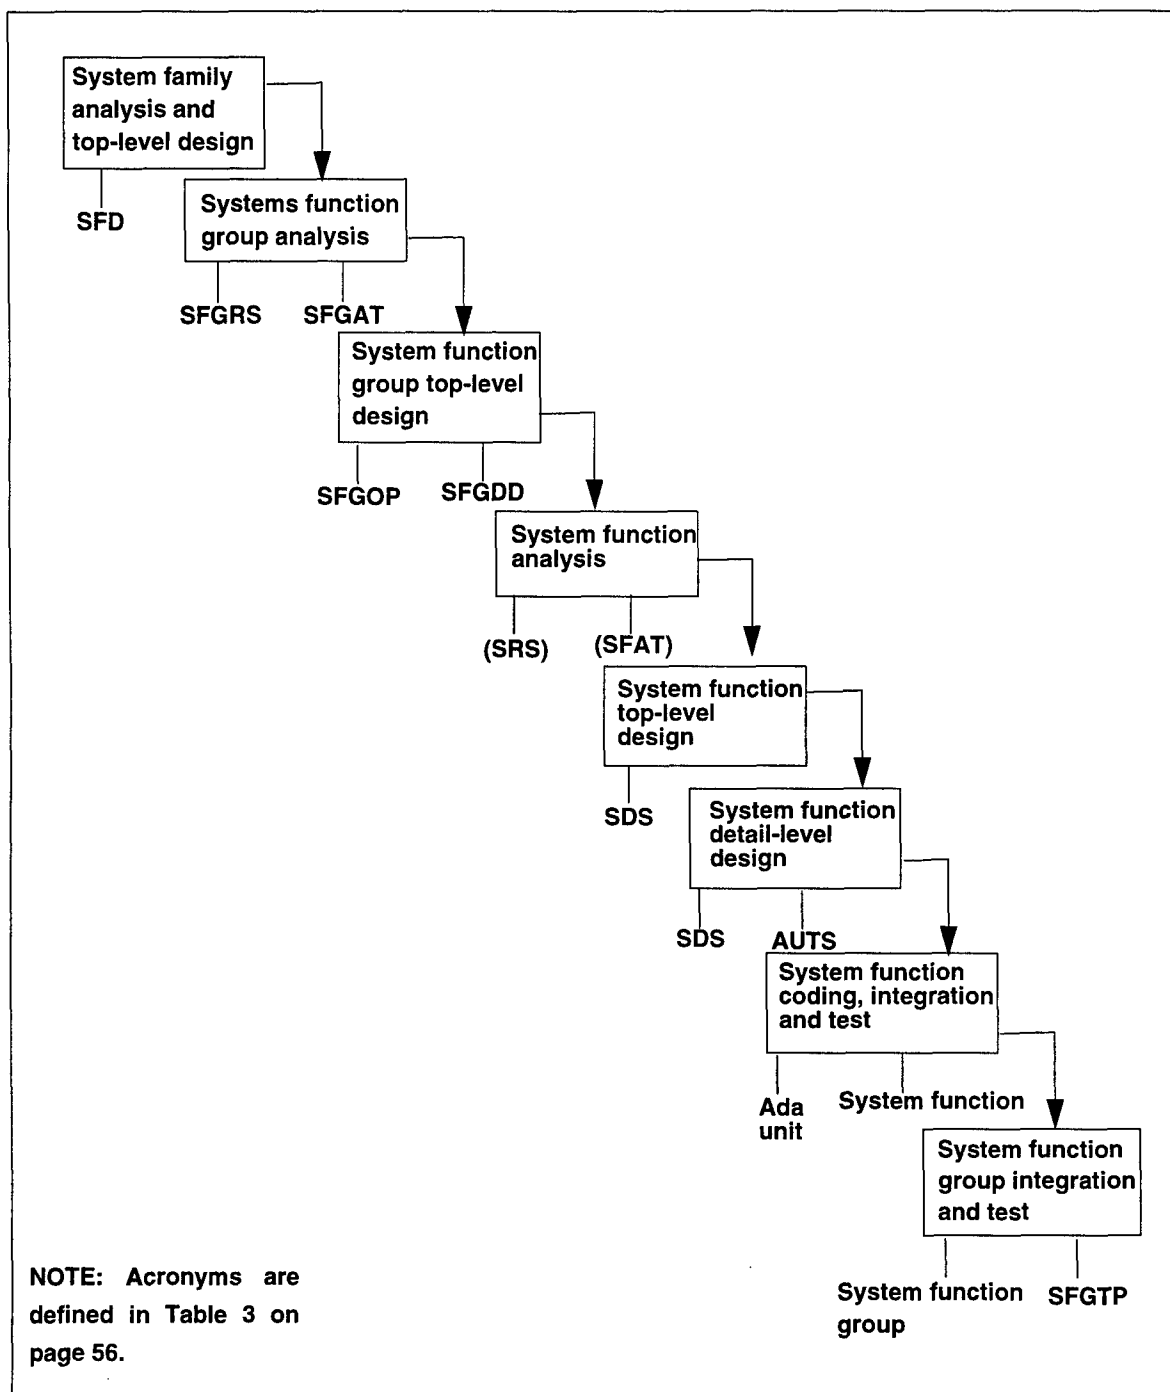 System family
analysis and
top-level design
SFD
Systems function
group analysis
SFGRS
SFGAT
System function
group top-level
design
SFGOP
SFGDD
System function
analysis
(SRS)
(SFAT)
System function
top-level
design
SDS
System function
detail-level
design
SDS
AUTS
System function
coding, integration
and test
Ada
unit
System function
System function
group integration
and test
System function
group
SFGTP
NOTE: Acronyms are
defined in Table 3 on
page 56.